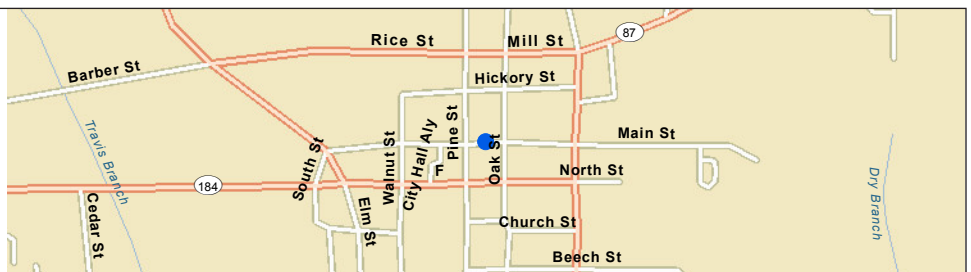 87
Rice St
Mill St
Barber St
Hickory St
Travis Branch
South St
Walnut St
City Hall Aly
Pine St
Oak St
Main St
F
184
North St
Dry Branch
Cedar St
Elm St
Church St
Beech St